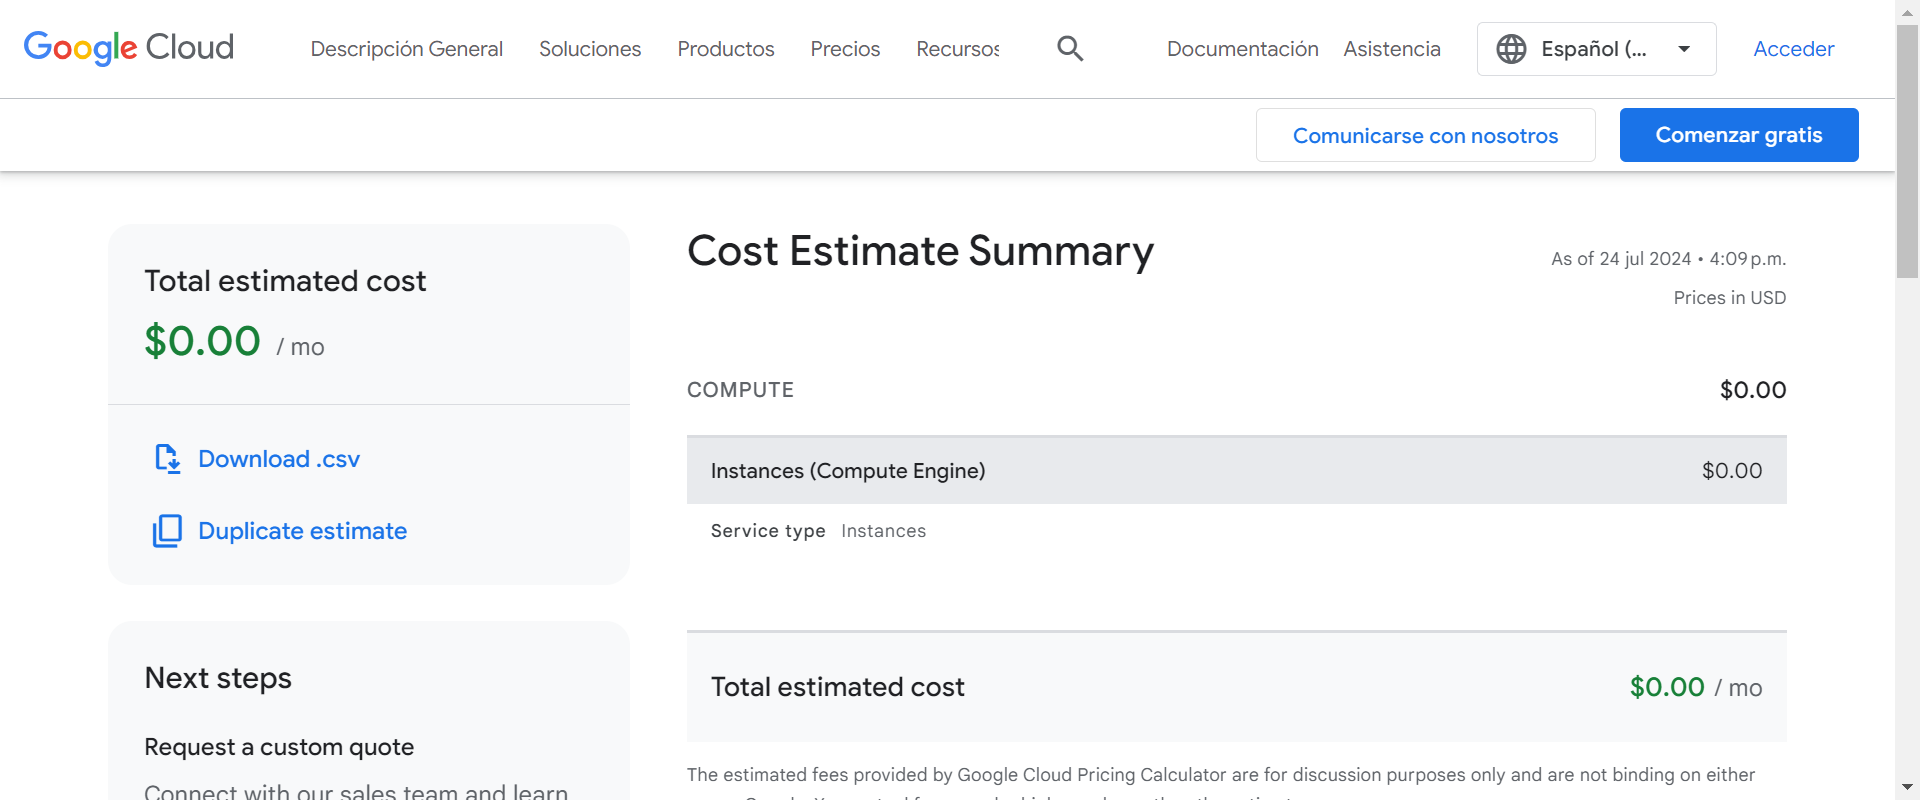 Google Cloud
Descripción General
Soluciones
Productos
Precios
Recursos
Documentación
Asistencia
Español (...
Acceder
Comunicarse con nosotros
Comenzar gratis
Total estimated cost
$0.00 / mo
Download .csv
Duplicate estimate
Next steps
Request a custom quote
Connect with our sales team and learn
Cost Estimate Summary
As of 24 jul 2024 • 4:09 p.m.
Prices in USD
COMPUTE $0.00
Instances (Compute Engine) $0.00
Service type Instances
Total estimated cost $0.00 / mo
The estimated fees provided by Google Cloud Pricing Calculator are for discussion purposes only and are not binding on either